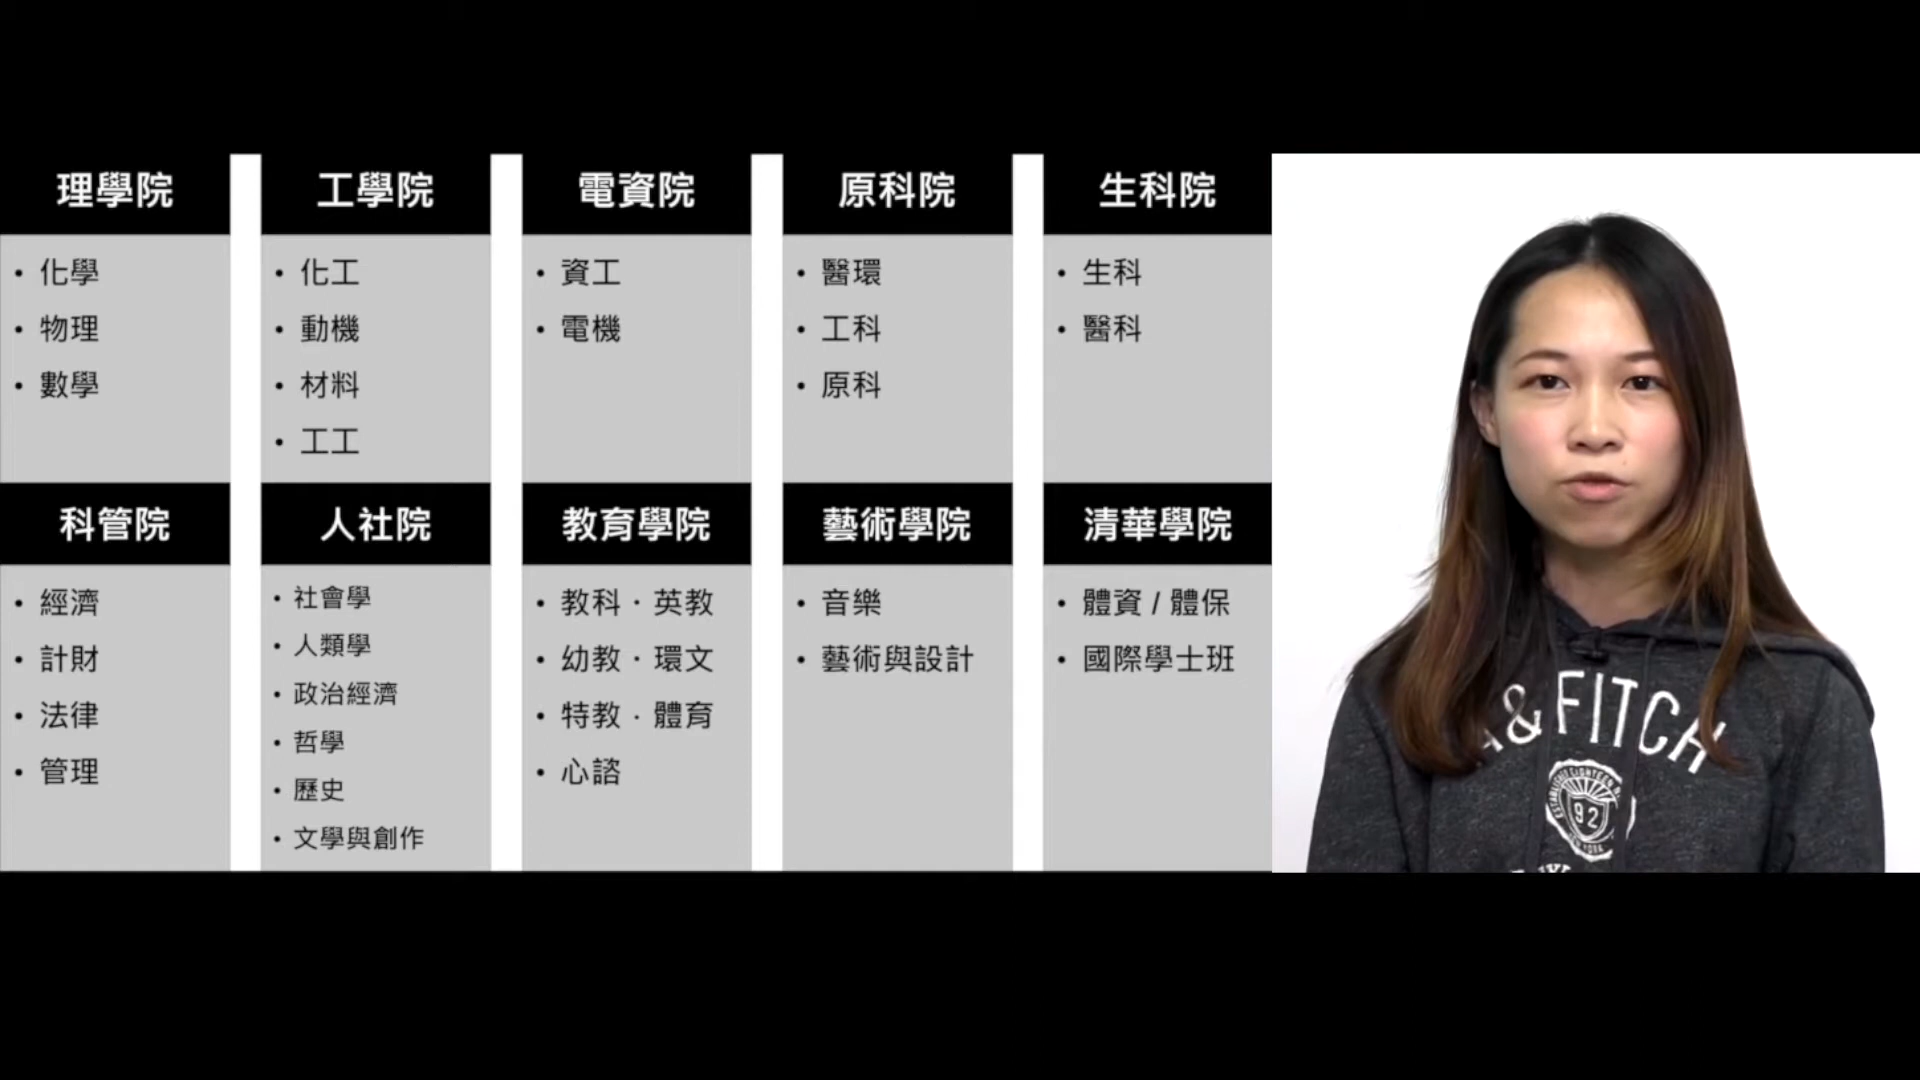 理學院
• 化學
• 物理
• 數學
工學院
• 化工
• 動機
• 材料
• 工工
電資院
• 資工
• 電機
原科院
• 醫環
• 工科
• 原科
生科院
• 生科
• 醫科
科管院
• 經濟
• 計財
• 法律
• 管理
人社院
• 社會學
• 人類學
• 政治經濟
• 哲學
• 歷史
• 文學與創作
教育學院
• 教科．英教
• 幼教．環文
• 特教．體育
• 心諮
藝術學院
• 音樂
• 藝術與設計
清華學院
• 體資 / 體保
• 國際學士班
& FITCH
92